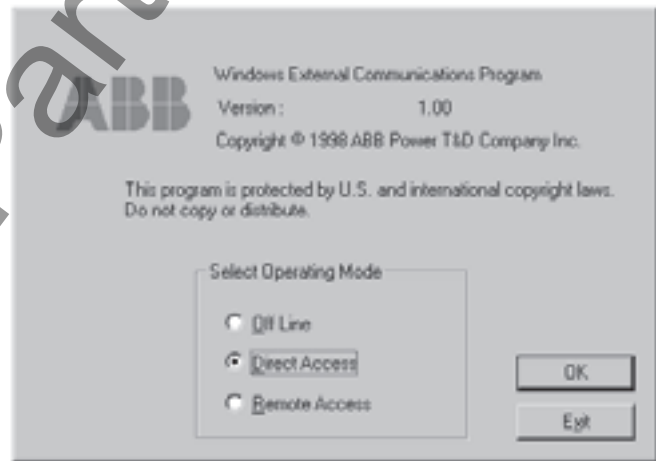 ABB
Windows External Communications Program
Version : 1.00
Copyright © 1998 ABB Power T&D Company Inc.
This program is protected by U.S. and international copyright laws.
Do not copy or distribute.
Select Operating Mode
Off Line
Direct Access
Remote Access
OK
Exit